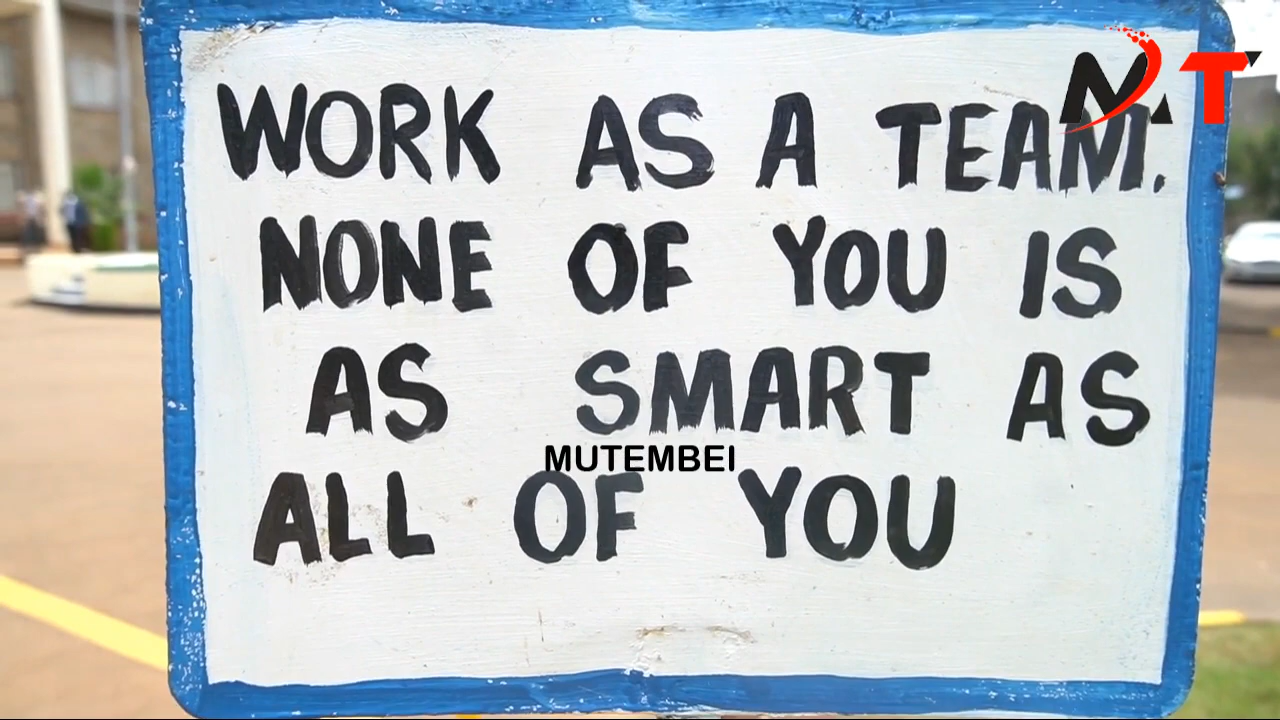 MT
WORK AS A TEAM.
NONE OF YOU IS
AS SMART AS
MUTEMBEI
ALL OF YOU